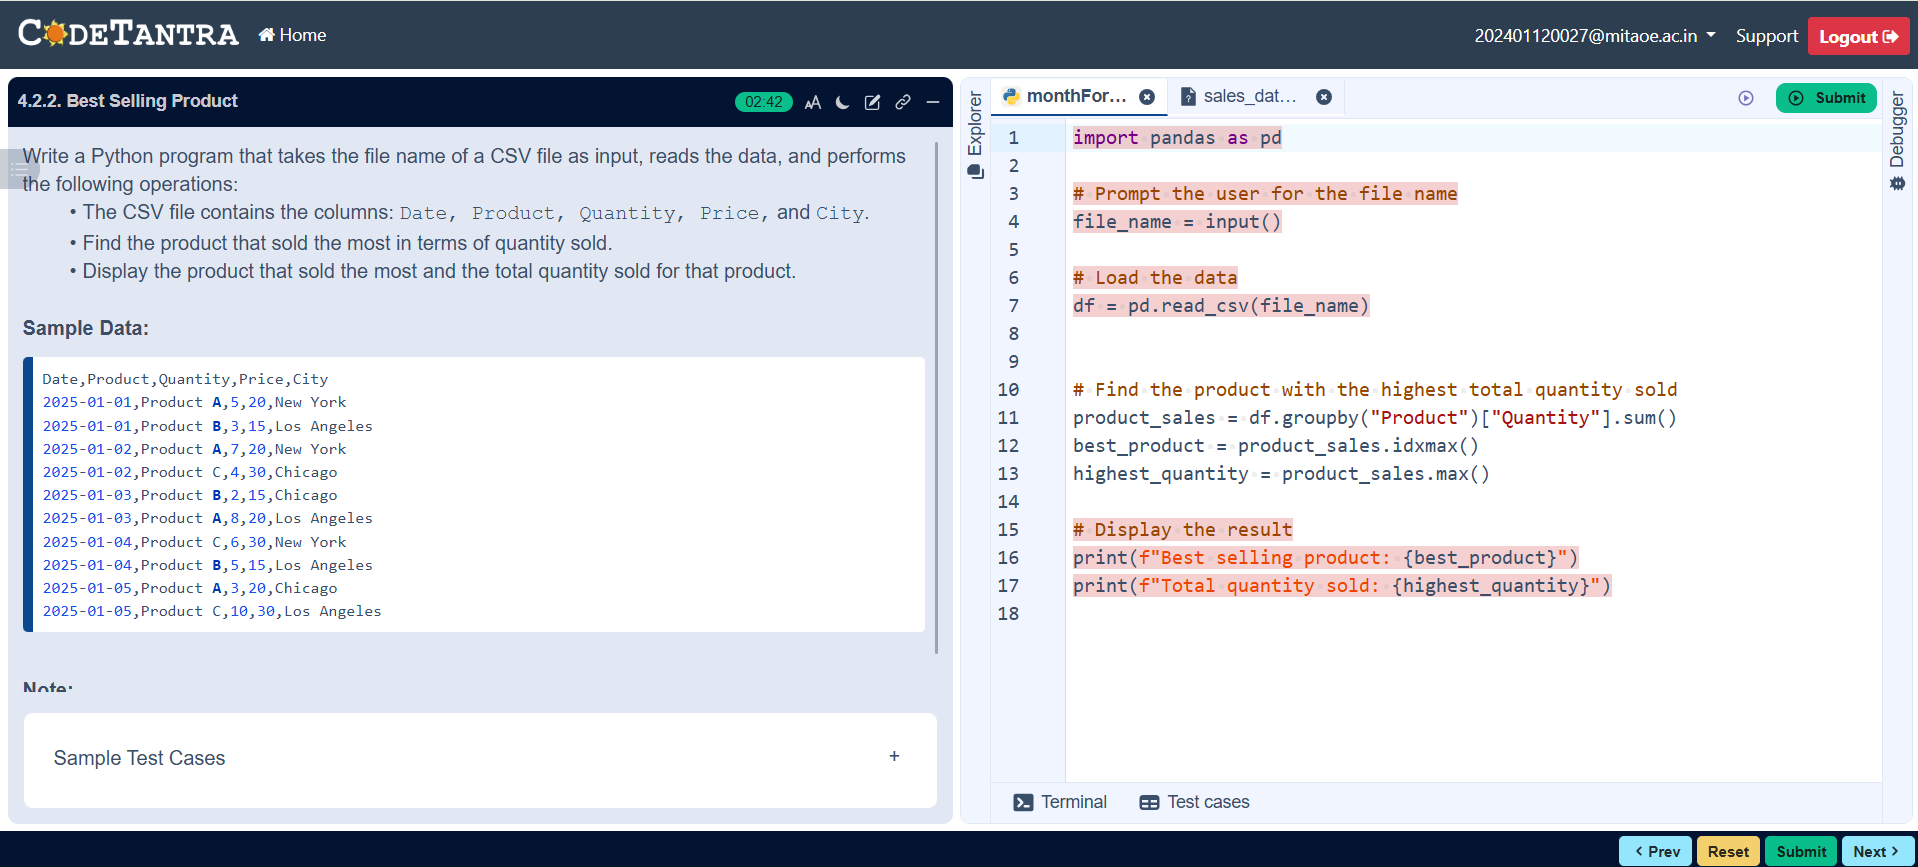 CODETANTRA Home 202401120027@mitaoe.ac.in Support Logout
4.2.2. Best Selling Product 02:42 AA
Write a Python program that takes the file name of a CSV file as input, reads the data, and performs
the following operations:
• The CSV file contains the columns: Date, Product, Quantity, Price, and City.
• Find the product that sold the most in terms of quantity sold.
• Display the product that sold the most and the total quantity sold for that product.
Sample Data:
Date,Product,Quantity,Price,City
2025-01-01,Product A,5,20,New York
2025-01-01,Product B,3,15,Los Angeles
2025-01-02,Product A,7,20,New York
2025-01-02,Product C,4,30,Chicago
2025-01-03,Product B,2,15,Chicago
2025-01-03,Product A,8,20,Los Angeles
2025-01-04,Product C,6,30,New York
2025-01-04,Product B,5,15,Los Angeles
2025-01-05,Product A,3,20,Chicago
2025-01-05,Product C,10,30,Los Angeles
Note:
Sample Test Cases +
Explorer
monthFor... sales_dat... Submit
Debugger
1 import pandas as pd
2
3 # Prompt the user for the file name
4 file_name = input()
5
6 # Load the data
7 df = pd.read_csv(file_name)
8
9
10 # Find the product with the highest total quantity sold
11 product_sales = df.groupby("Product")["Quantity"].sum()
12 best_product = product_sales.idxmax()
13 highest_quantity = product_sales.max()
14
15 # Display the result
16 print(f"Best selling product: {best_product}")
17 print(f"Total quantity sold: {highest_quantity}")
18
Terminal Test cases
< Prev Reset Submit Next >